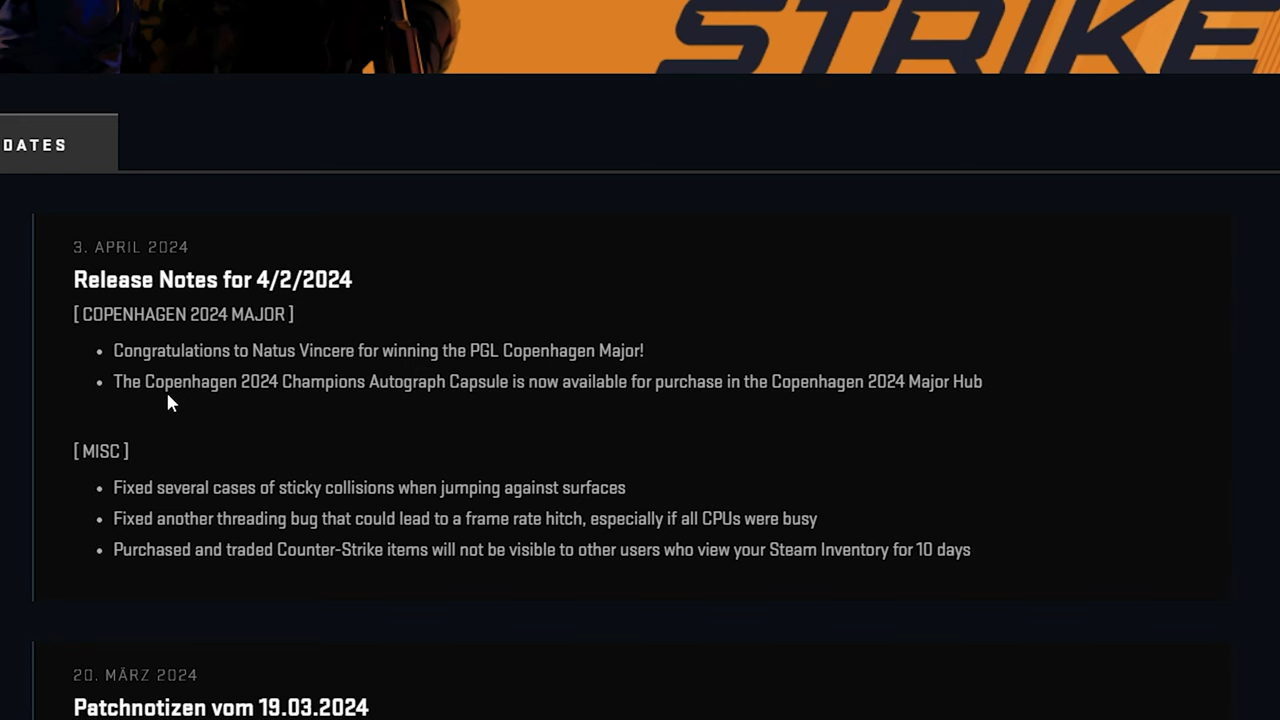 STRIKE
DATES
3. APRIL 2024
Release Notes for 4/2/2024
[ COPENHAGEN 2024 MAJOR ]
• Congratulations to Natus Vincere for winning the PGL Copenhagen Major!
• The Copenhagen 2024 Champions Autograph Capsule is now available for purchase in the Copenhagen 2024 Major Hub
[ MISC ]
• Fixed several cases of sticky collisions when jumping against surfaces
• Fixed another threading bug that could lead to a frame rate hitch, especially if all CPUs were busy
• Purchased and traded Counter-Strike items will not be visible to other users who view your Steam Inventory for 10 days
20. MÄRZ 2024
Patchnotizen vom 19.03.2024